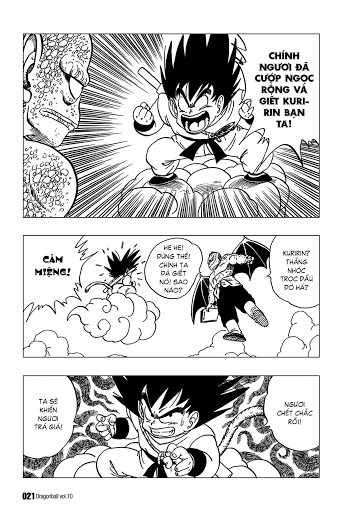 CHÍNH
NGƯƠI ĐÃ
CƯỚP NGỌC
RỒNG VÀ
GIẾT KURI-
RIN BẠN
TA!
KURIRIN?
THẰNG
NHÓC
TRỌC ĐẦU
ĐÓ HẢ?
HE HE!
ĐÚNG THẾ!
CHÍNH TA
ĐÃ GIẾT
NÓ! SAO
NÀO?
CÂM
MIỆNG!
NGƯƠI
CHẾT CHẮC
RỒI!
TA SẼ
KHIẾN
NGƯƠI
TRẢ GIÁ!
021 Dragonball vol.10